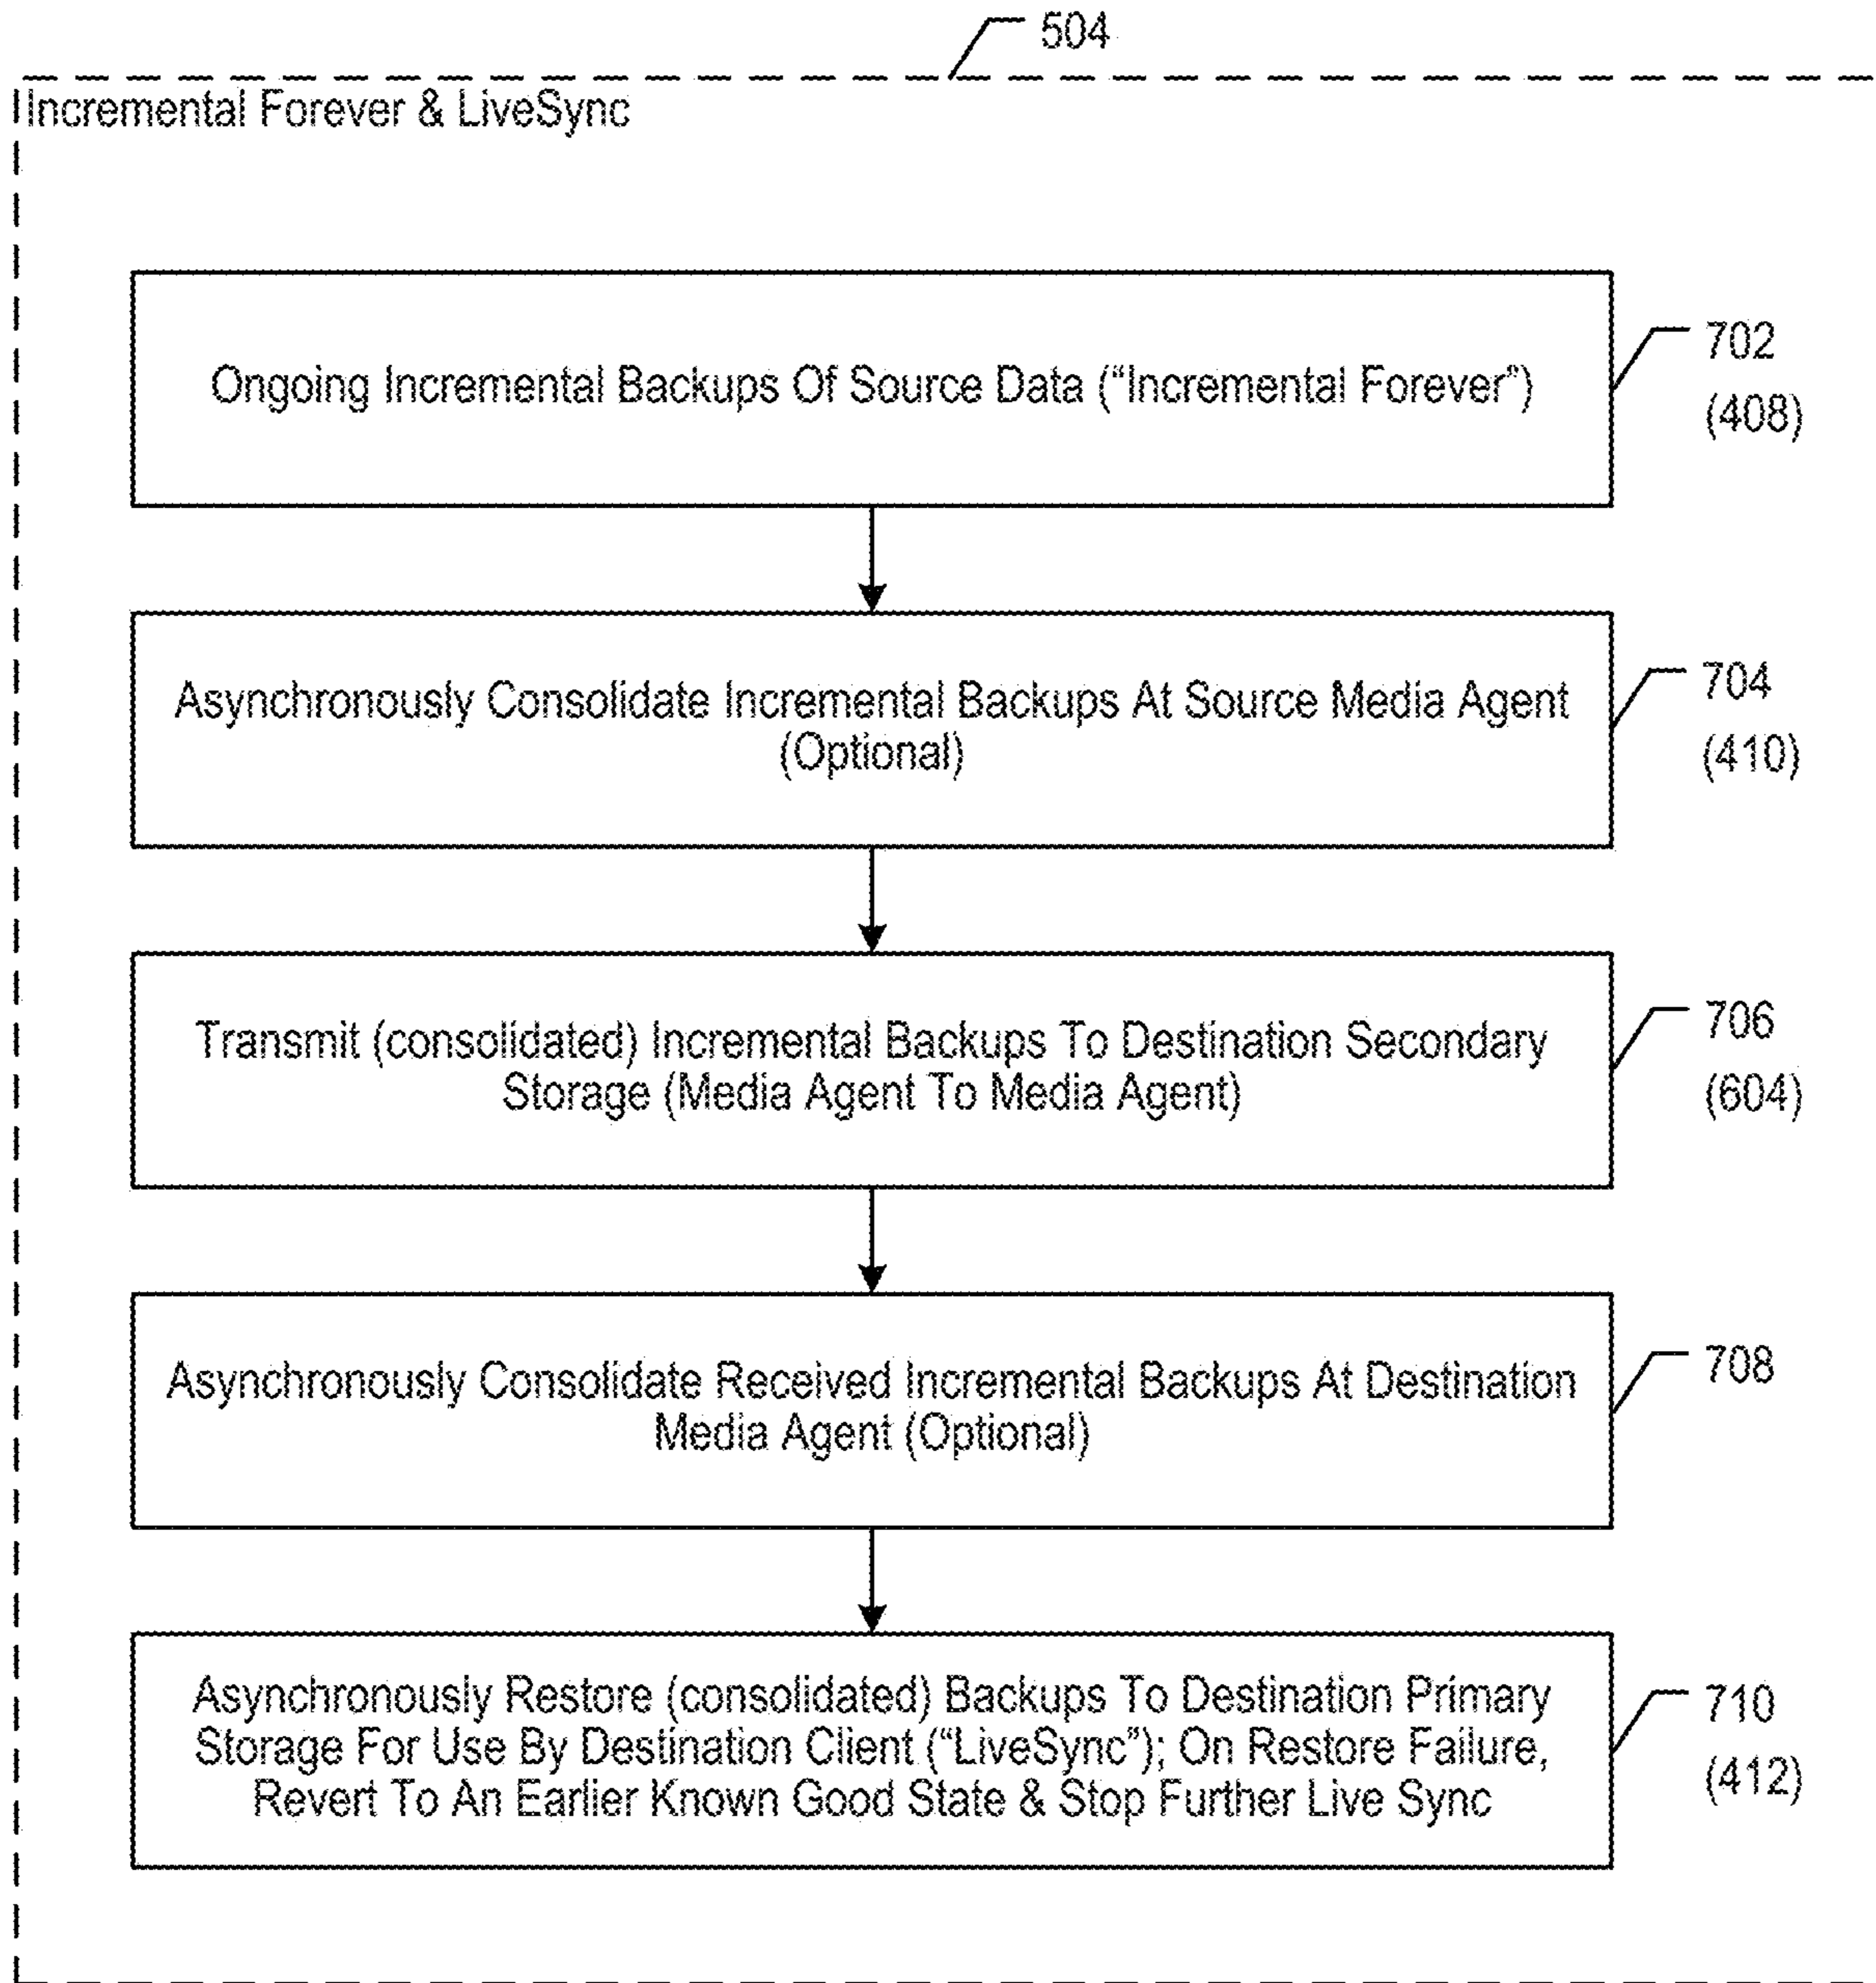 504
Incremental Forever & LiveSync
Ongoing Incremental Backups Of Source Data (“Incremental Forever”)
702
(408)
Asynchronously Consolidate Incremental Backups At Source Media Agent
(Optional)
704
(410)
Transmit (consolidated) Incremental Backups To Destination Secondary
Storage (Media Agent To Media Agent)
706
(604)
Asynchronously Consolidate Received Incremental Backups At Destination
Media Agent (Optional)
708
Asynchronously Restore (consolidated) Backups To Destination Primary
Storage For Use By Destination Client (“LiveSync”); On Restore Failure,
Revert To An Earlier Known Good State & Stop Further Live Sync
710
(412)